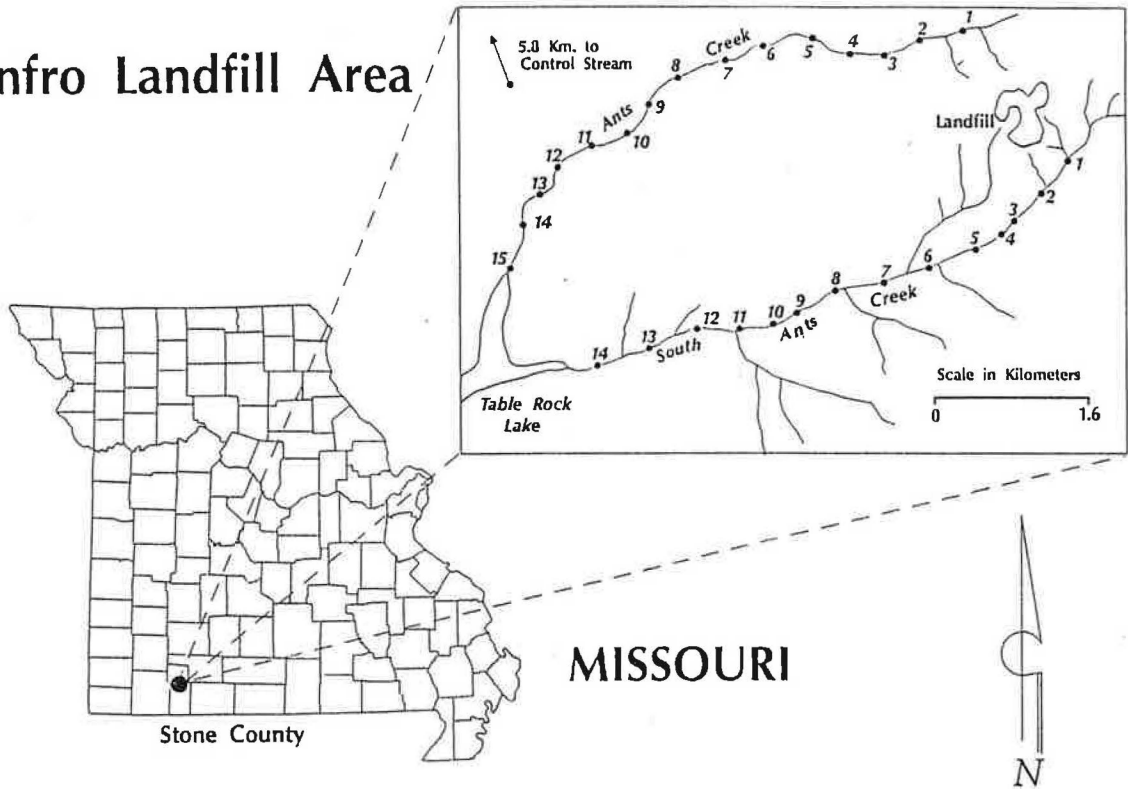 nfro Landfill Area
5.0 Km. to
Control Stream
Ants Creek
1
2
3
4
5
6
7
8
9
10
11
12
13
14
15
Landfill
South Ants Creek
1
2
3
4
5
6
7
8
9
10
11
12
13
14
Table Rock
Lake
Scale in Kilometers
0 1.6
MISSOURI
Stone County
N